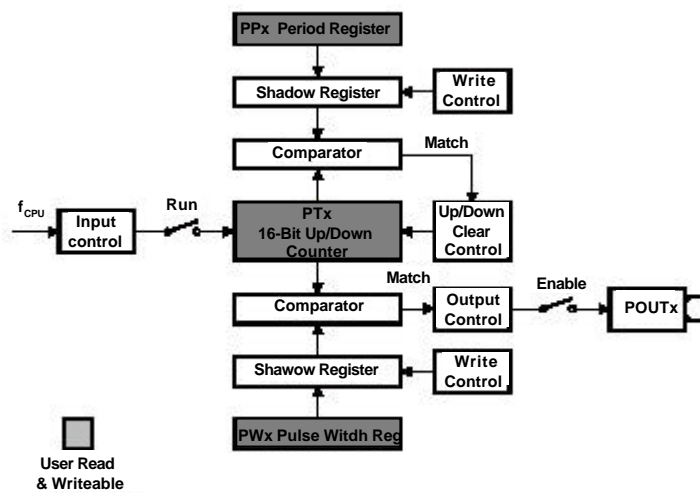 PPx Period Register
Shadow Register
Write
Control
Comparator
Match
fCPU
Input
control
Run
PTx
16-Bit Up/Down
Counter
Up/Down
Clear
Control
Comparator
Match
Output
Control
Enable
POUTx
Shawow Register
Write
Control
PWx Pulse Witdh Reg
User Read
& Writeable